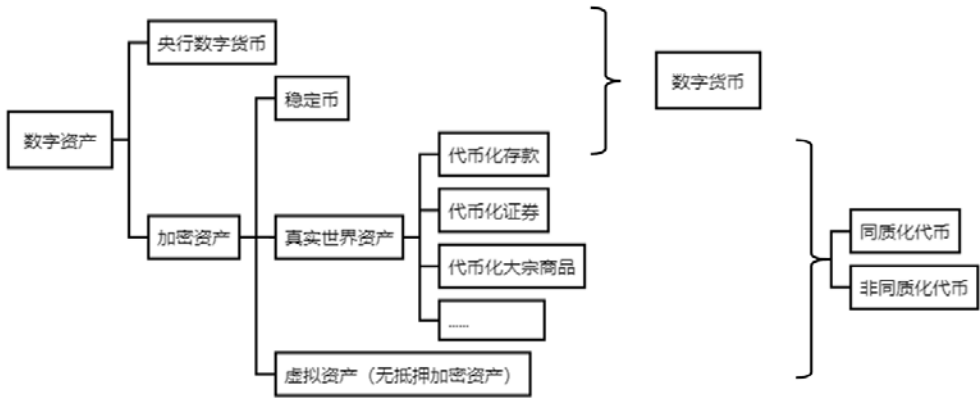 数字资产
央行数字货币
加密资产
稳定币
真实世界资产
代币化存款
代币化证券
代币化大宗商品
......
虚拟资产（无抵押加密资产）
数字货币
同质化代币
非同质化代币